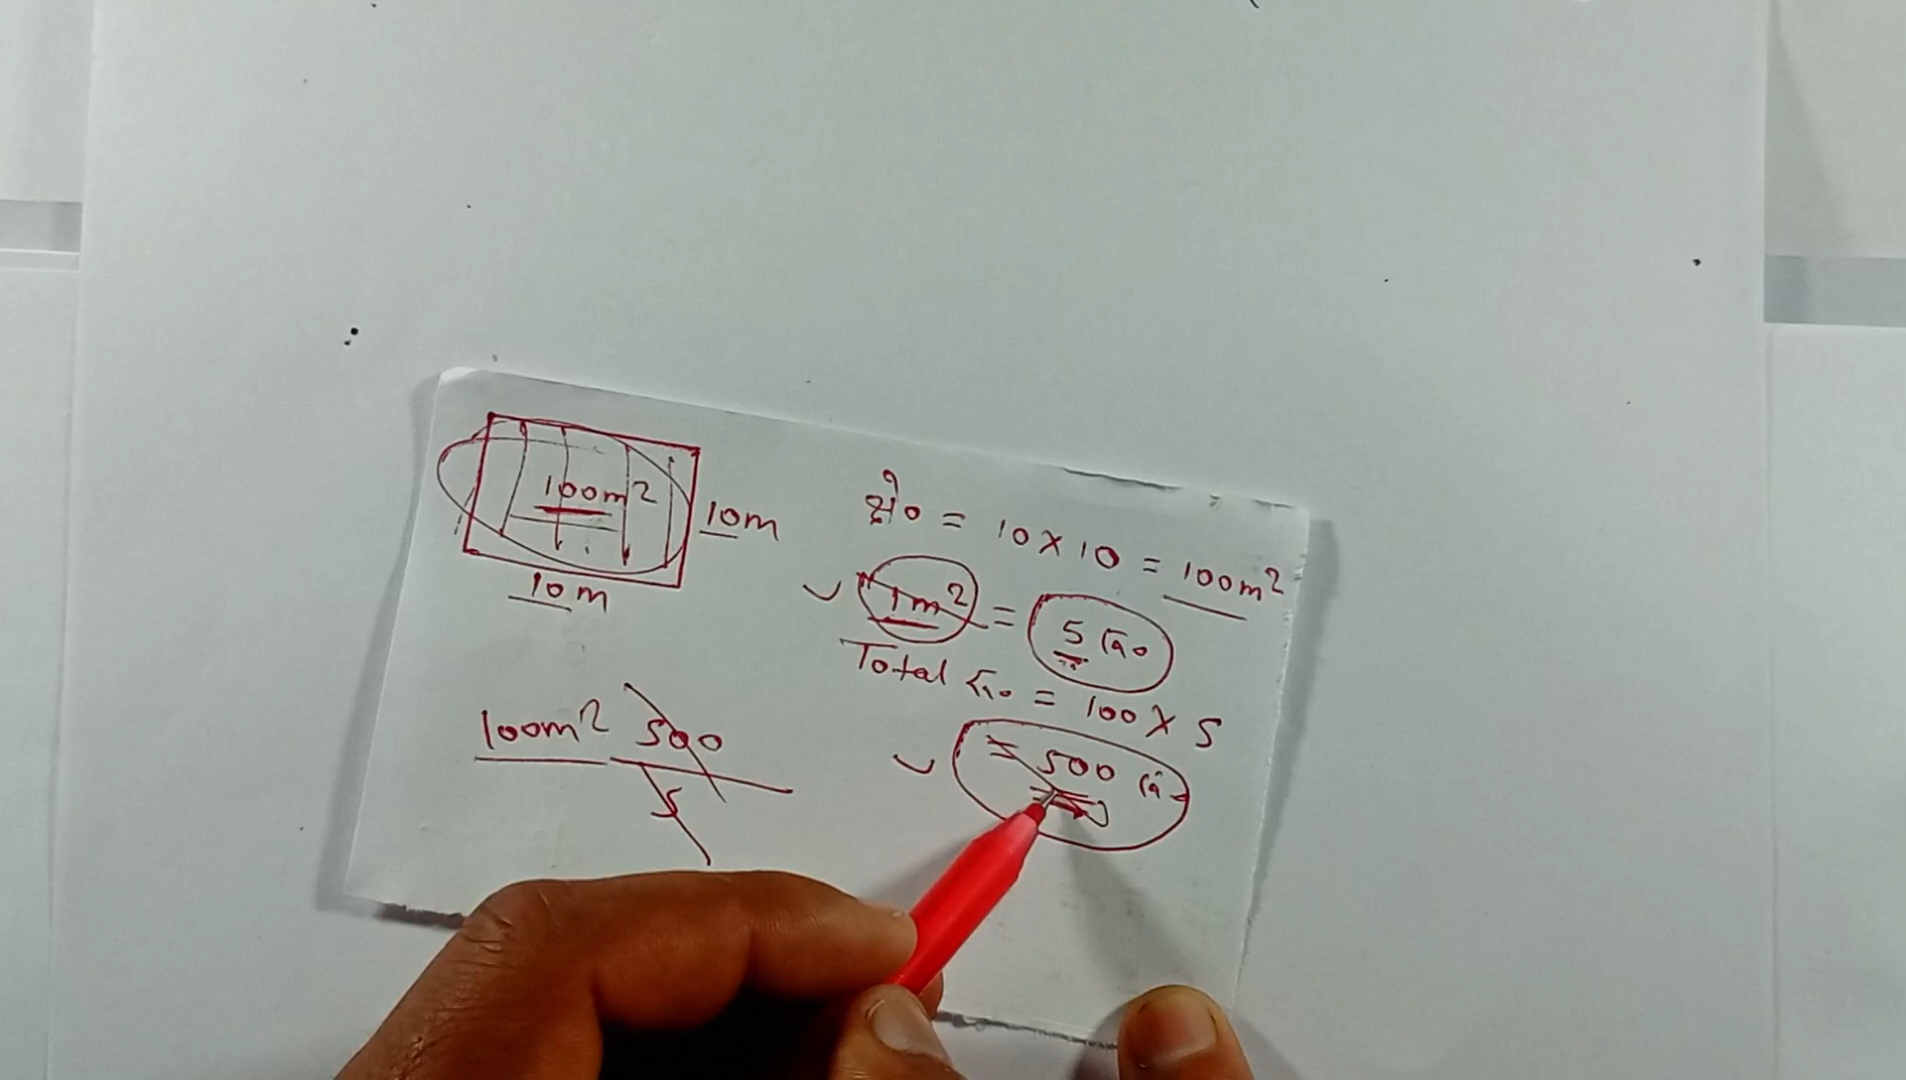 100m²
10m
10m
क्षे० = 10 × 10 = 100m²
1m² = 5 कि०
Total कि० = 100 × 5
= 500 कि०
100m² 500
5